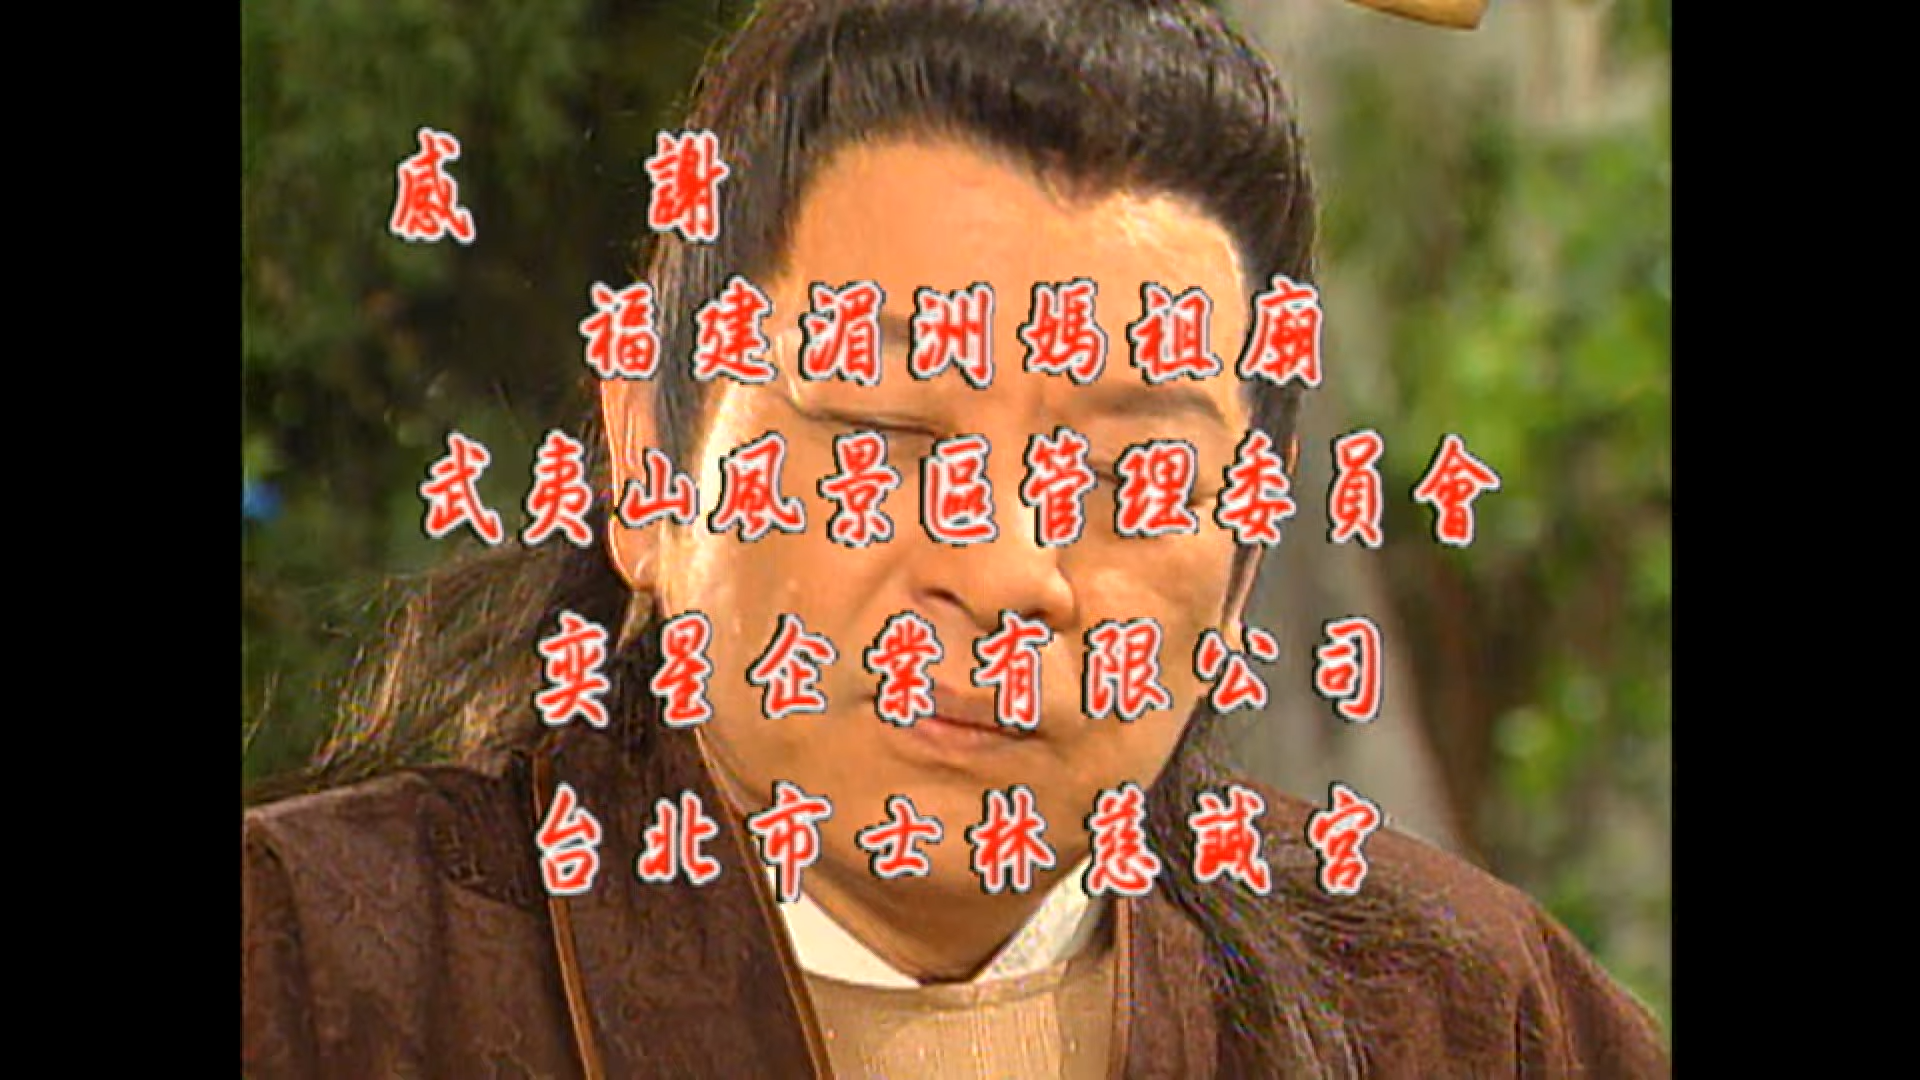 感謝
福建湄洲媽祖廟
武夷山風景區管理委員會
奕星企業有限公司
台北市士林慈諴宮